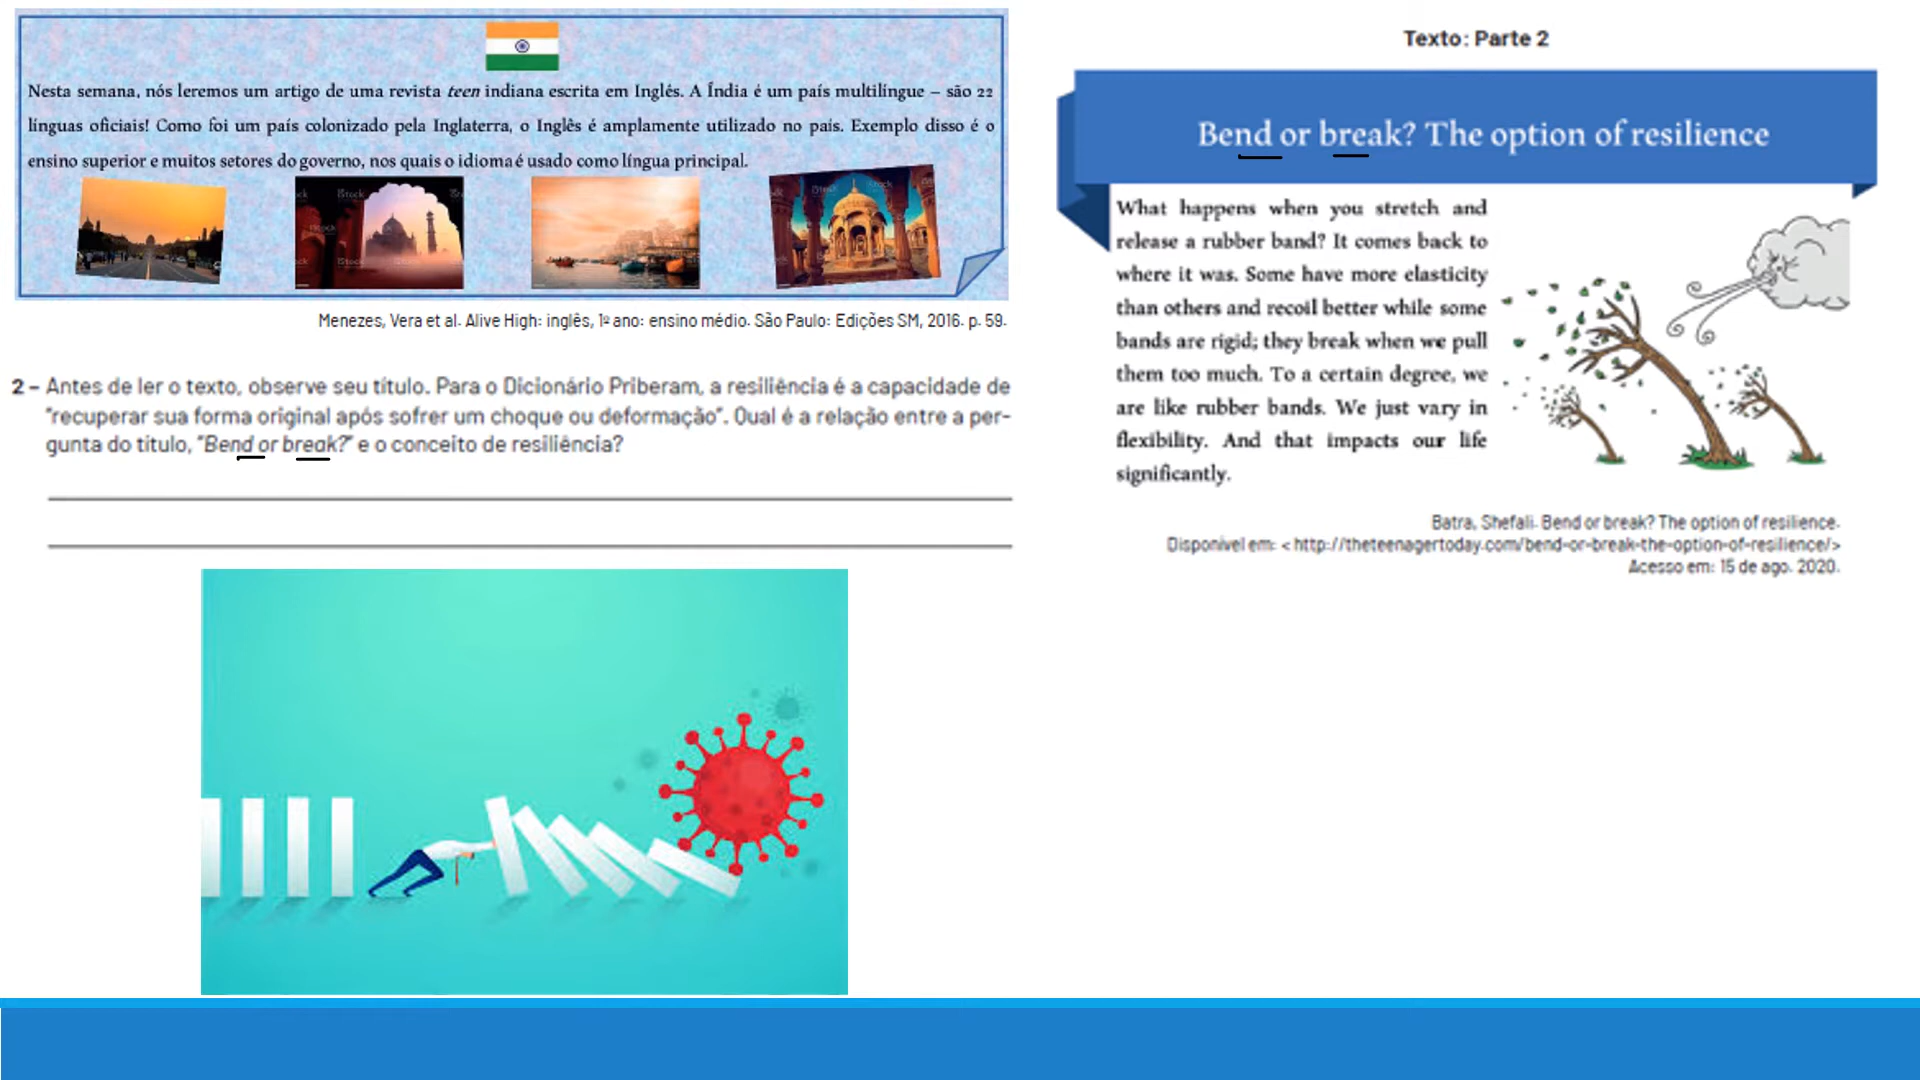 Nesta semana, nós leremos um artigo de uma revista teen indiana escrita em Inglês. A Índia é um país multilíngue – são 22
línguas oficiais! Como foi um país colonizado pela Inglaterra, o Inglês é amplamente utilizado no país. Exemplo disso é o
ensino superior e muitos setores do governo, nos quais o idioma é usado como língua principal.
iStock
iStock
iStock
iStock
iStock
Menezes, Vera et al. Alive High: inglês, 1º ano: ensino médio. São Paulo: Edições SM, 2016. p. 59.
2 – Antes de ler o texto, observe seu título. Para o Dicionário Priberam, a resiliência é a capacidade de
"recuperar sua forma original após sofrer um choque ou deformação". Qual é a relação entre a per-
gunta do título, "Bend or break?" e o conceito de resiliência?
Texto: Parte 2
Bend or break? The option of resilience
What happens when you stretch and
release a rubber band? It comes back to
where it was. Some have more elasticity
than others and recoil better while some
bands are rigid; they break when we pull
them too much. To a certain degree, we
are like rubber bands. We just vary in
flexibility. And that impacts our life
significantly.
Batra, Shefali. Bend or break? The option of resilience.
Disponível em: < http://theteenagertoday.com/bend-or-break-the-option-of-resilience/>
Acesso em: 15 de ago. 2020.